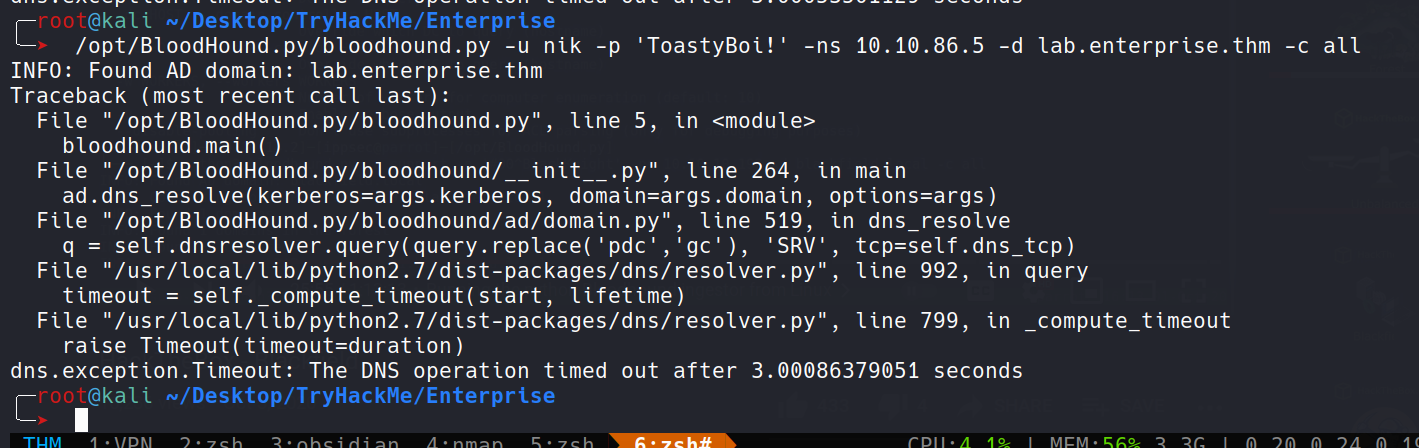 dns.exception.Timeout: The DNS operation timed out after 3.00033301129 seconds
root@kali ~/Desktop/TryHackMe/Enterprise
/opt/BloodHound.py/bloodhound.py -u nik -p 'ToastyBoi!' -ns 10.10.86.5 -d lab.enterprise.thm -c all
INFO: Found AD domain: lab.enterprise.thm
Traceback (most recent call last):
  File "/opt/BloodHound.py/bloodhound.py", line 5, in <module>
    bloodhound.main()
  File "/opt/BloodHound.py/bloodhound/__init__.py", line 264, in main
    ad.dns_resolve(kerberos=args.kerberos, domain=args.domain, options=args)
  File "/opt/BloodHound.py/bloodhound/ad/domain.py", line 519, in dns_resolve
    q = self.dnsresolver.query(query.replace('pdc','gc'), 'SRV', tcp=self.dns_tcp)
  File "/usr/local/lib/python2.7/dist-packages/dns/resolver.py", line 992, in query
    timeout = self._compute_timeout(start, lifetime)
  File "/usr/local/lib/python2.7/dist-packages/dns/resolver.py", line 799, in _compute_timeout
    raise Timeout(timeout=duration)
dns.exception.Timeout: The DNS operation timed out after 3.00086379051 seconds
root@kali ~/Desktop/TryHackMe/Enterprise
THM 1:VPN 2:zsh 3:obsidian 4:nmap 5:zsh 6:zsh# CPU:4.1% | MEM:56% 3.3G | 0.20 0.24